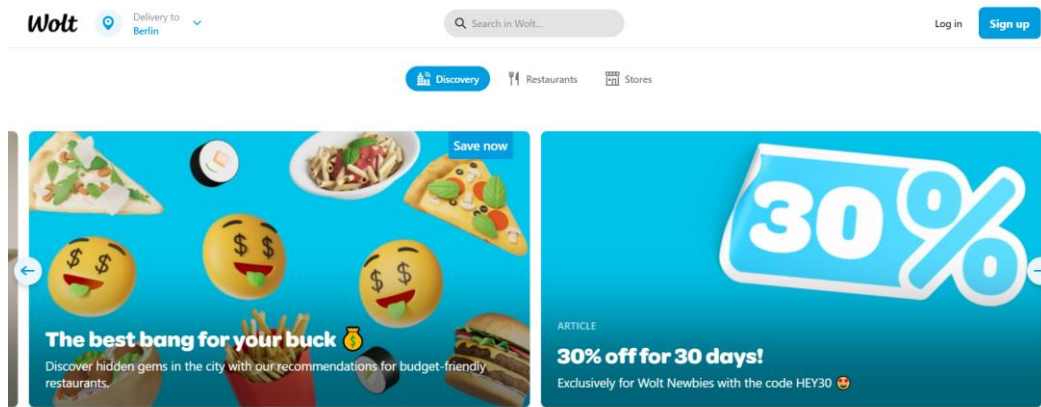 Wolt
Delivery to
Berlin
Search in Wolt...
Log in
Sign up
Discovery
Restaurants
Stores
Save now
The best bang for your buck 💰
Discover hidden gems in the city with our recommendations for budget-friendly
restaurants.
30%
ARTICLE
30% off for 30 days!
Exclusively for Wolt Newbies with the code HEY30 🤩